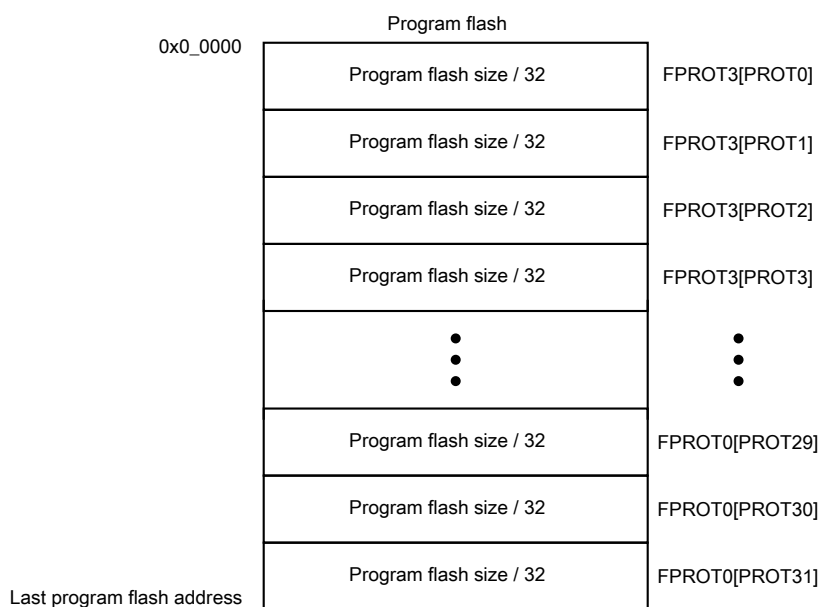 Program flash
0x0_0000
Program flash size / 32 FPROT3[PROT0]
Program flash size / 32 FPROT3[PROT1]
Program flash size / 32 FPROT3[PROT2]
Program flash size / 32 FPROT3[PROT3]
Program flash size / 32 FPROT0[PROT29]
Program flash size / 32 FPROT0[PROT30]
Program flash size / 32 FPROT0[PROT31]
Last program flash address